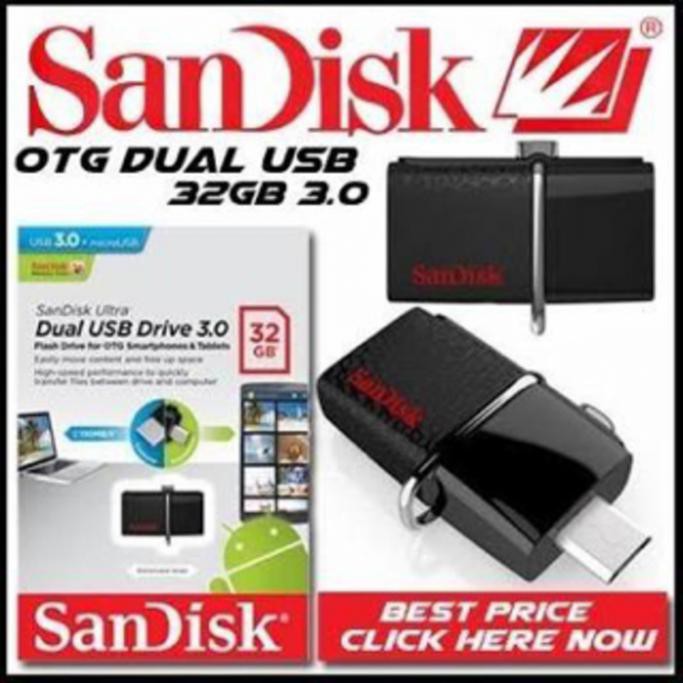 SanDisk®
OTG DUAL USB
32GB 3.0
SanDisk
USB 3.0 + microUSB
SanDisk
SanDisk Ultra
Dual USB Drive 3.0
Flash Drive for OTG Smartphones & Tablets
Easily move content and free up space
High-speed performance to quickly
transfer files between drive and computer
32
GB
SanDisk
SanDisk
SanDisk
BEST PRICE
CLICK HERE NOW